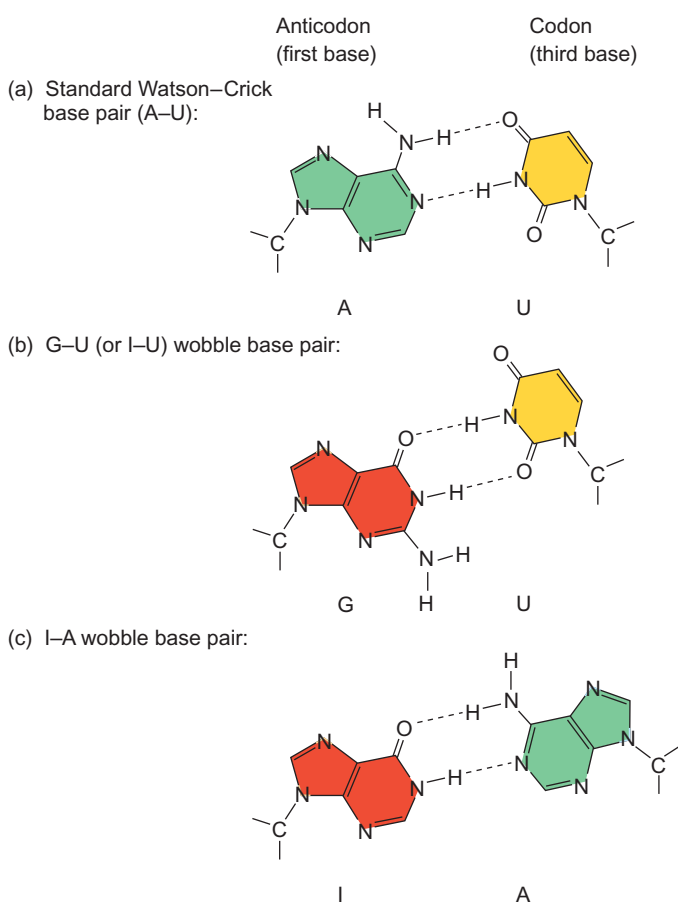 Anticodon
(first base)
Codon
(third base)
(a) Standard Watson–Crick
base pair (A–U):
H
N
H
O
N
N
H
N
N
N
N
O
C
C
A
U
(b) G–U (or I–U) wobble base pair:
O
O
H
N
N
N
N
H
O
N
C
N
N
H
C
H
G
U
(c) I–A wobble base pair:
H
O
H
N
N
N
N
H
N
N
N
C
N
N
C
I
A